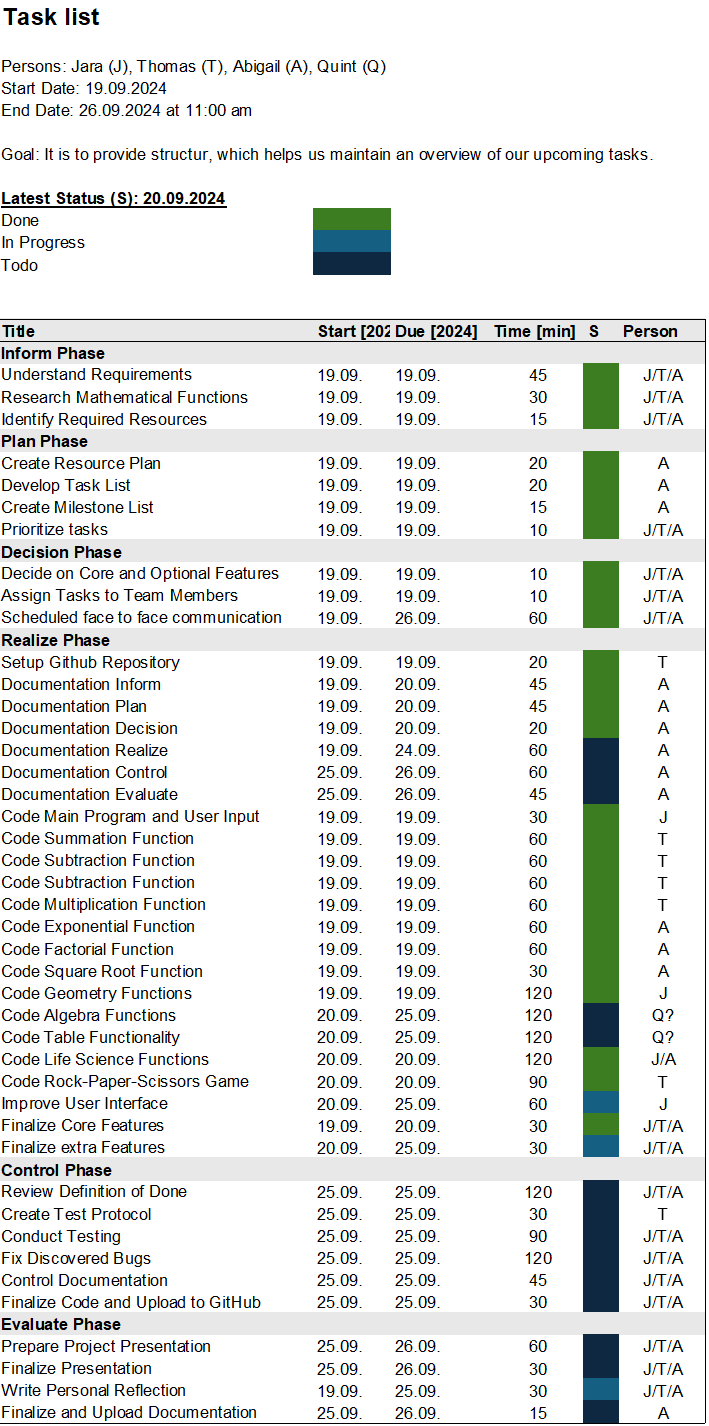 Task list
Persons: Jara (J), Thomas (T), Abigail (A), Quint (Q)
Start Date: 19.09.2024
End Date: 26.09.2024 at 11:00 am
Goal: It is to provide structur, which helps us maintain an overview of our upcoming tasks.
Latest Status (S): 20.09.2024
Done
In Progress
Todo
Title Start [202 Due [2024] Time [min] S Person
Inform Phase
Understand Requirements 19.09. 19.09. 45 J/T/A
Research Mathematical Functions 19.09. 19.09. 30 J/T/A
Identify Required Resources 19.09. 19.09. 15 J/T/A
Plan Phase
Create Resource Plan 19.09. 19.09. 20 A
Develop Task List 19.09. 19.09. 20 A
Create Milestone List 19.09. 19.09. 15 A
Prioritize tasks 19.09. 19.09. 10 J/T/A
Decision Phase
Decide on Core and Optional Features 19.09. 19.09. 10 J/T/A
Assign Tasks to Team Members 19.09. 19.09. 10 J/T/A
Scheduled face to face communication 19.09. 26.09. 60 J/T/A
Realize Phase
Setup Github Repository 19.09. 19.09. 20 T
Documentation Inform 19.09. 20.09. 45 A
Documentation Plan 19.09. 20.09. 45 A
Documentation Decision 19.09. 20.09. 20 A
Documentation Realize 19.09. 24.09. 60 A
Documentation Control 25.09. 26.09. 60 A
Documentation Evaluate 25.09. 26.09. 45 A
Code Main Program and User Input 19.09. 19.09. 30 J
Code Summation Function 19.09. 19.09. 60 T
Code Subtraction Function 19.09. 19.09. 60 T
Code Subtraction Function 19.09. 19.09. 60 T
Code Multiplication Function 19.09. 19.09. 60 T
Code Exponential Function 19.09. 19.09. 60 A
Code Factorial Function 19.09. 19.09. 60 A
Code Square Root Function 19.09. 19.09. 30 A
Code Geometry Functions 19.09. 19.09. 120 J
Code Algebra Functions 20.09. 25.09. 120 Q?
Code Table Functionality 20.09. 25.09. 120 Q?
Code Life Science Functions 20.09. 20.09. 120 J/A
Code Rock-Paper-Scissors Game 20.09. 20.09. 90 T
Improve User Interface 20.09. 25.09. 60 J
Finalize Core Features 19.09. 20.09. 30 J/T/A
Finalize extra Features 20.09. 25.09. 30 J/T/A
Control Phase
Review Definition of Done 25.09. 25.09. 120 J/T/A
Create Test Protocol 25.09. 25.09. 30 T
Conduct Testing 25.09. 25.09. 90 J/T/A
Fix Discovered Bugs 25.09. 25.09. 120 J/T/A
Control Documentation 25.09. 25.09. 45 J/T/A
Finalize Code and Upload to GitHub 25.09. 25.09. 30 J/T/A
Evaluate Phase
Prepare Project Presentation 25.09. 26.09. 60 J/T/A
Finalize Presentation 25.09. 26.09. 30 J/T/A
Write Personal Reflection 19.09. 25.09. 30 J/T/A
Finalize and Upload Documentation 25.09. 26.09. 15 A